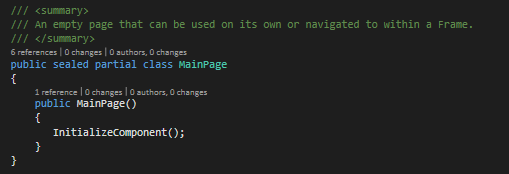 /// <summary>
/// An empty page that can be used on its own or navigated to within a Frame.
/// </summary>
6 references | 0 changes | 0 authors, 0 changes
public sealed partial class MainPage
{
1 reference | 0 changes | 0 authors, 0 changes
public MainPage()
{
InitializeComponent();
}
}